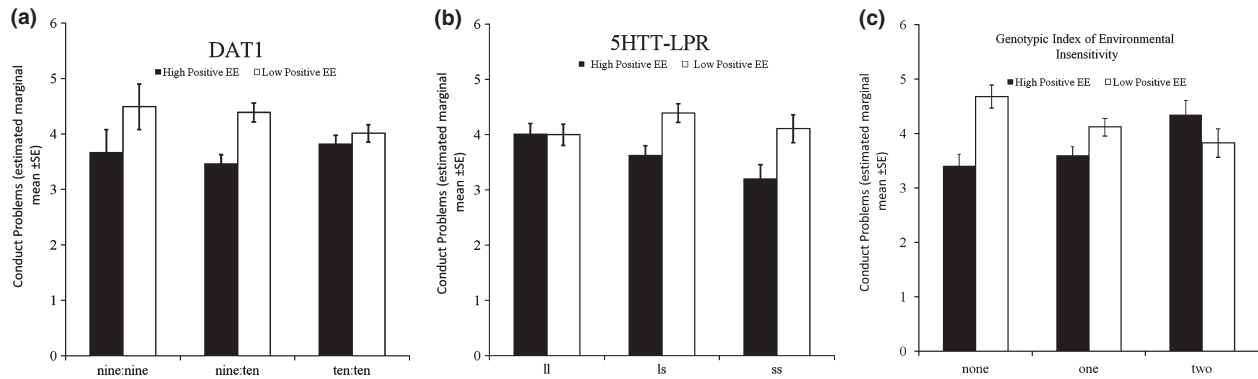 (a)
DAT1
High Positive EE Low Positive EE
Conduct Problems (estimated marginal
mean ±SE)
6
5
4
3
2
1
0
nine:nine nine:ten ten:ten
(b)
5HTT-LPR
High Positive EE Low Positive EE
Conduct Problems (estimated marginal
mean ±SE)
6
5
4
3
2
1
0
ll ls ss
(c)
Genotypic Index of Environmental
Insensitivity
High Positive EE Low Positive EE
Conduct Problems (estimated marginal
mean ±SE)
6
5
4
3
2
1
0
none one two